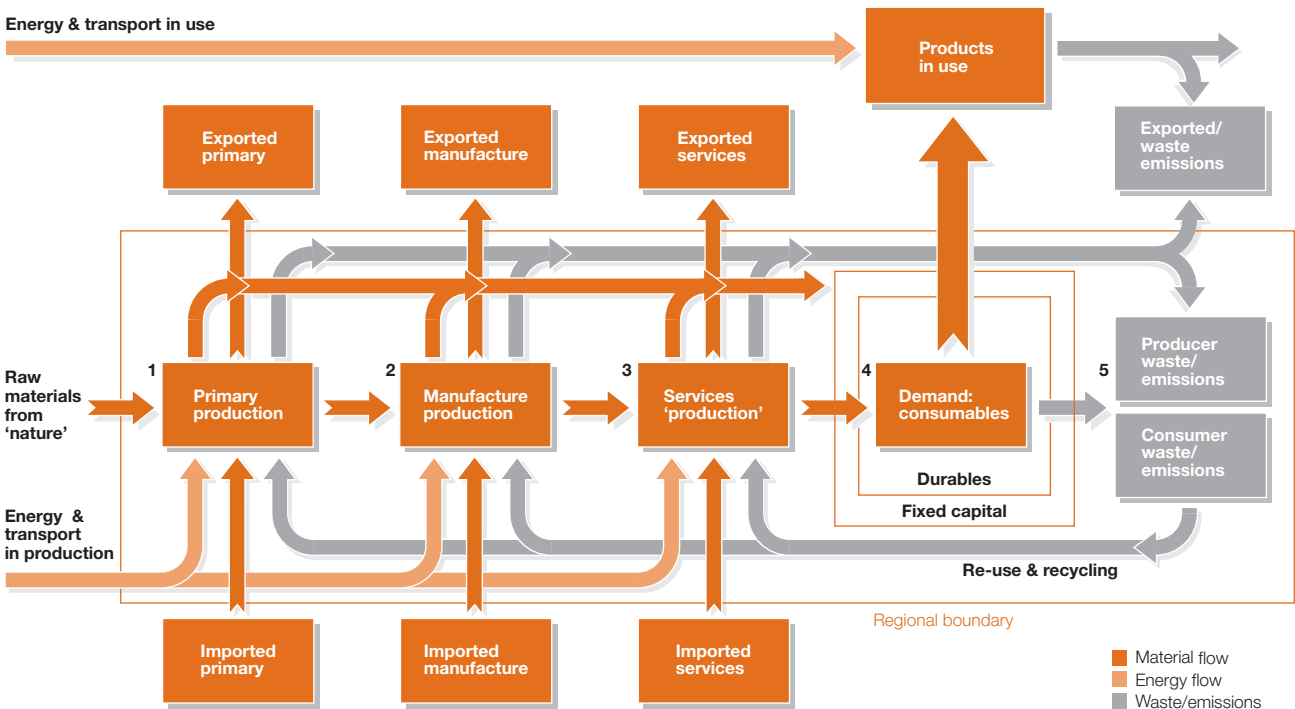 Energy & transport in use
Products
in use
Exported
primary
Exported
manufacture
Exported
services
Exported/
waste
emissions
Raw
materials
from
‘nature’
1
Primary
production
2
Manufacture
production
3
Services
‘production’
4
Demand:
consumables
Durables
Fixed capital
5
Producer
waste/
emissions
Consumer
waste/
emissions
Energy &
transport
in production
Re-use & recycling
Regional boundary
Imported
primary
Imported
manufacture
Imported
services
Material flow
Energy flow
Waste/emissions